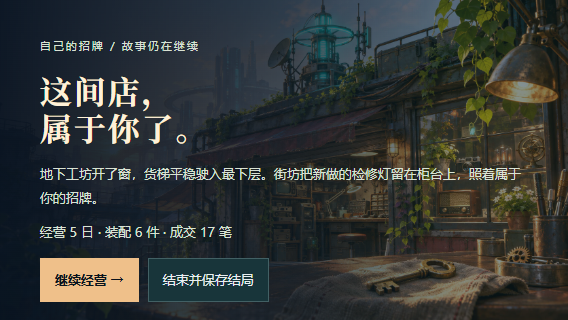 自己的招牌 / 故事仍在继续
这间店，
属于你了。
地下工坊开了窗，货梯平稳驶入最下层。街坊把新做的检修灯留在柜台上，照着属于
你的招牌。
经营 5 日 · 装配 6 件 · 成交 17 笔
继续经营 → 结束并保存结局